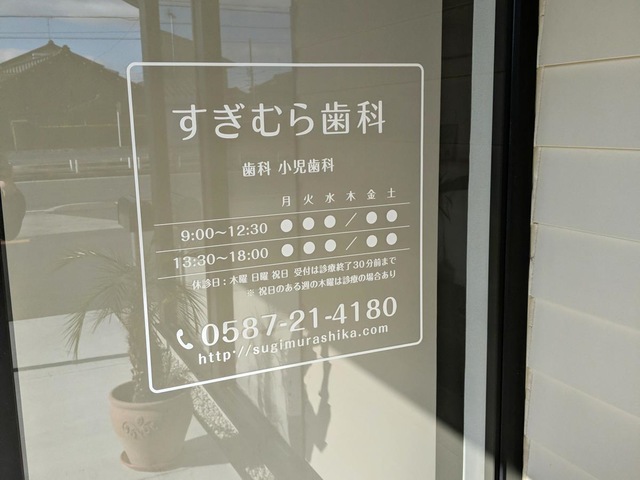 すぎむら歯科
歯科 小児歯科
月 火 水 木 金 土
9:00〜12:30 ● ● ● ／ ● ●
13:30〜18:00 ● ● ● ／ ● ●
休診日：木曜 日曜 祝日 受付は診療終了30分前まで
※ 祝日のある週の木曜は診療の場合あり
0587-21-4180
http://sugimurashika.com